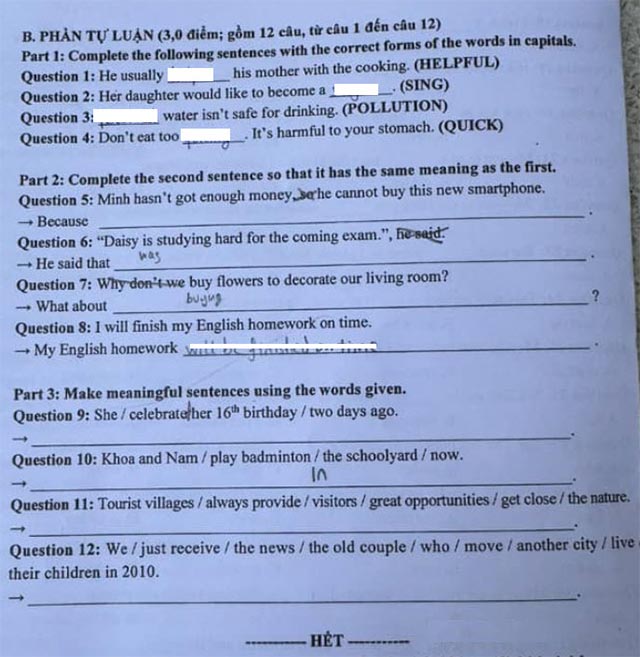 B. PHẦN TỰ LUẬN (3,0 điểm; gồm 12 câu, từ câu 1 đến câu 12)
Part 1: Complete the following sentences with the correct forms of the words in capitals.
Question 1: He usually ______ his mother with the cooking. (HELPFUL)
Question 2: Her daughter would like to become a ______. (SING)
Question 3: ______ water isn't safe for drinking. (POLLUTION)
Question 4: Don't eat too ______. It's harmful to your stomach. (QUICK)
Part 2: Complete the second sentence so that it has the same meaning as the first.
Question 5: Minh hasn't got enough money, so he cannot buy this new smartphone.
→ Because ______.
Question 6: “Daisy is studying hard for the coming exam.”, he said.
→ He said that was ______.
Question 7: Why don't we buy flowers to decorate our living room?
→ What about buying ______?
Question 8: I will finish my English homework on time.
→ My English homework will be finished on time.
Part 3: Make meaningful sentences using the words given.
Question 9: She / celebrate/her 16th birthday / two days ago.
→ ______.
Question 10: Khoa and Nam / play badminton / the schoolyard / now.
→ In ______.
Question 11: Tourist villages / always provide / visitors / great opportunities / get close / the nature.
→ ______.
Question 12: We / just receive / the news / the old couple / who / move / another city / live
their children in 2010.
→ ______.
---------- HẾT ----------